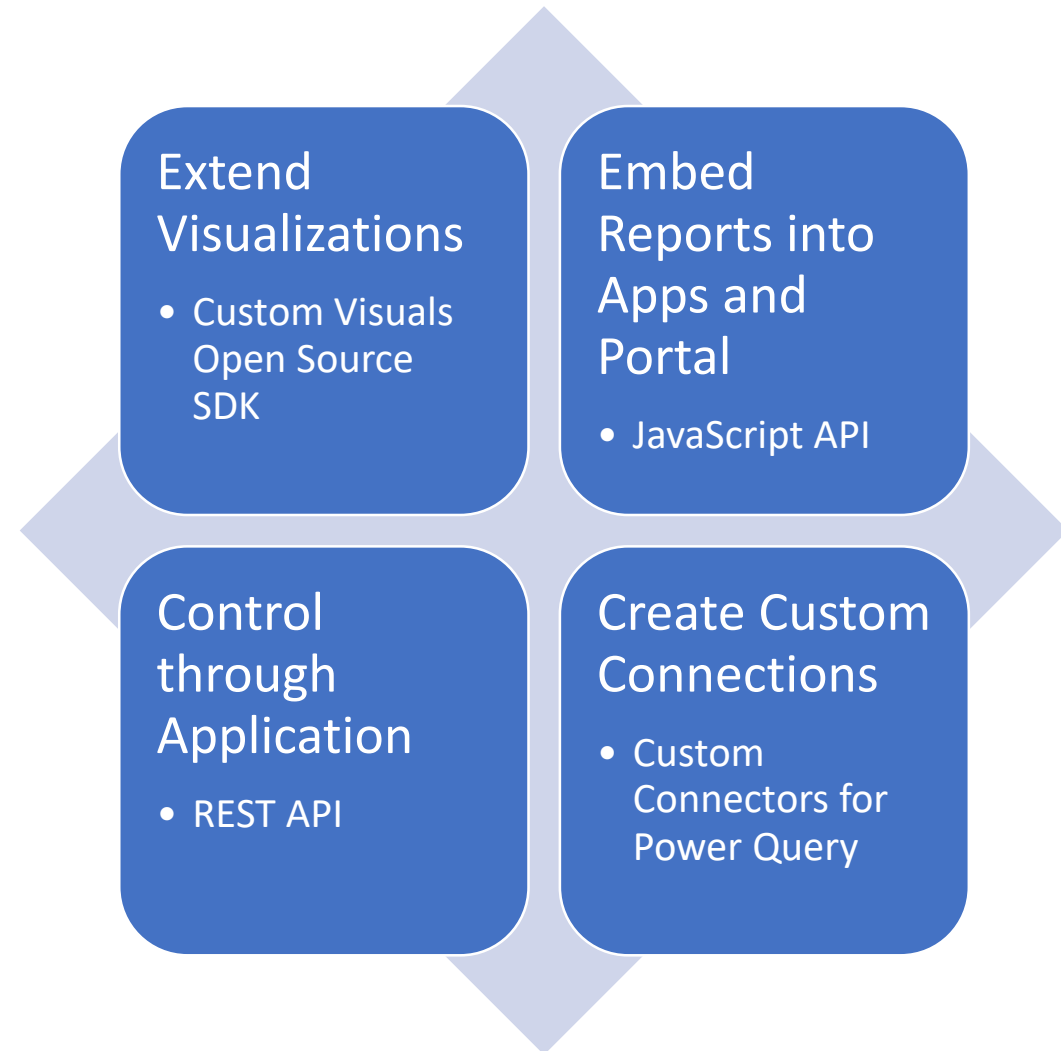 Extend
Visualizations
• Custom Visuals
Open Source
SDK
Embed
Reports into
Apps and
Portal
• JavaScript API
Control
through
Application
• REST API
Create Custom
Connections
• Custom
Connectors for
Power Query